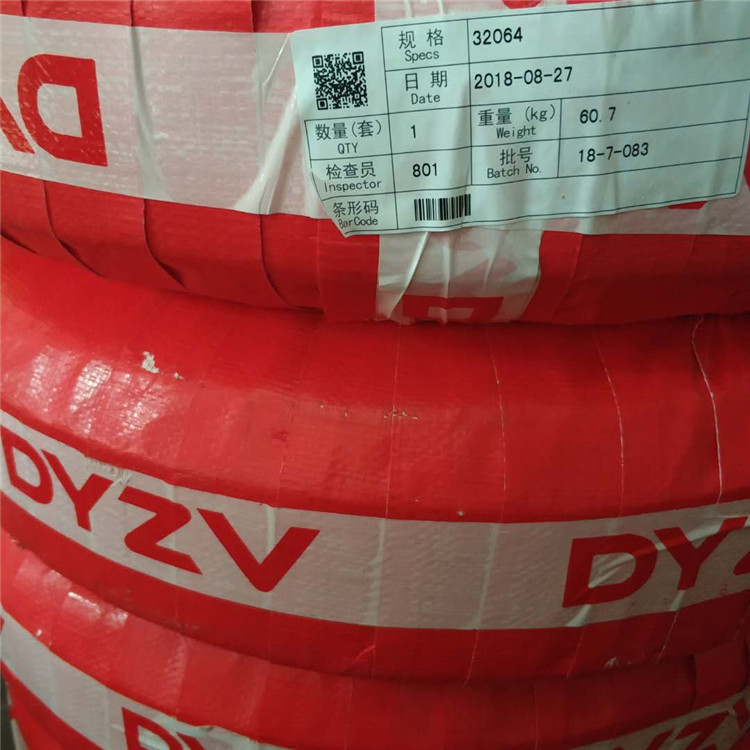 规格 Specs 32064
日期 Date 2018-08-27
数量(套) QTY 1 重量(kg) Weight 60.7
检查员 Inspector 801 批号 Batch No. 18-7-083
条形码 BarCode
DYZV
DYZV
DYZV